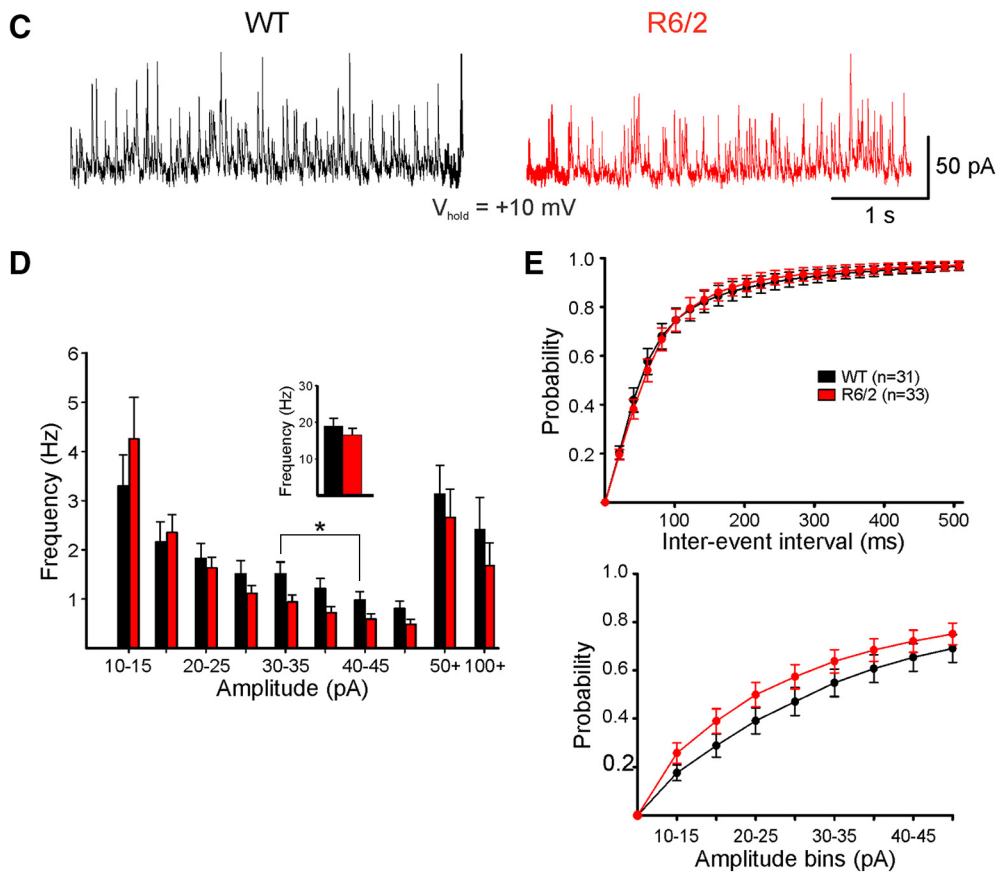 C
WT
R6/2
50 pA
1 s
Vhold = +10 mV
D
6
5
4
3
2
1
Frequency (Hz)
30
20
10
Frequency (Hz)
*
10-15
20-25
30-35
40-45
50+
100+
Amplitude (pA)
E
1.0
0.8
0.6
0.4
0.2
Probability
WT (n=31)
R6/2 (n=33)
100
200
300
400
500
Inter-event interval (ms)
1.0
0.8
0.6
0.4
0.2
Probability
10-15
20-25
30-35
40-45
Amplitude bins (pA)